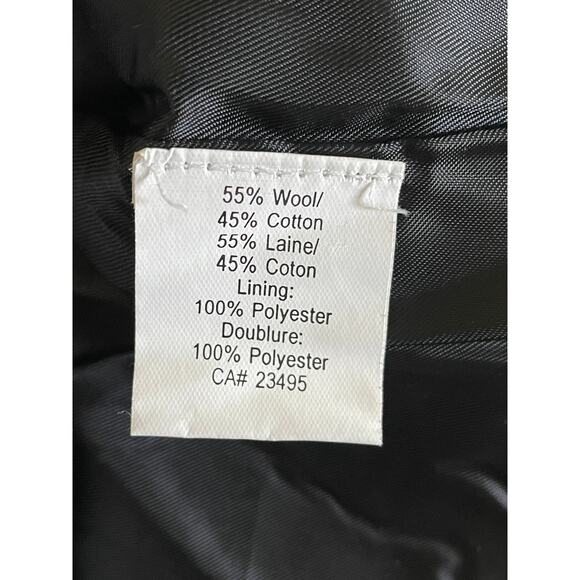 55% Wool/
45% Cotton
55% Laine/
45% Coton
Lining:
100% Polyester
Doublure:
100% Polyester
CA# 23495